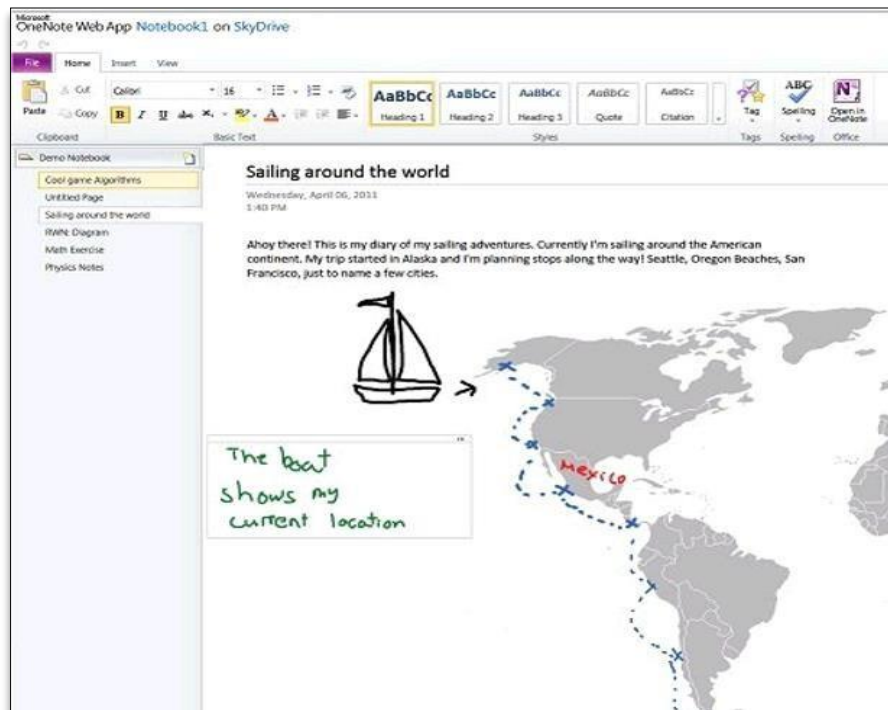 Microsoft
OneNote Web App Notebook1 on SkyDrive
File Home Insert View
Paste
Cut
Copy
Clipboard
Calibri 16
B I U abc
Basic Text
AaBbCc AaBbCc AaBbCc AaBbCc AaBbCc
Heading 1 Heading 2 Heading 3 Quote Citation
Styles
Tag
Tags
ABC
Spelling
Spelling
Open in
OneNote
Office
Demo Notebook
Cool game Algorithms
Untitled Page
Sailing around the world
RWN: Diagram
Math Exercise
Physics Notes
Sailing around the world
Wednesday, April 06, 2011
1:40 PM
Ahoy there! This is my diary of my sailing adventures. Currently I'm sailing around the American
continent. My trip started in Alaska and I'm planning stops along the way! Seattle, Oregon Beaches, San
Francisco, just to name a few cities.
The boat
shows my
current location
Mexico